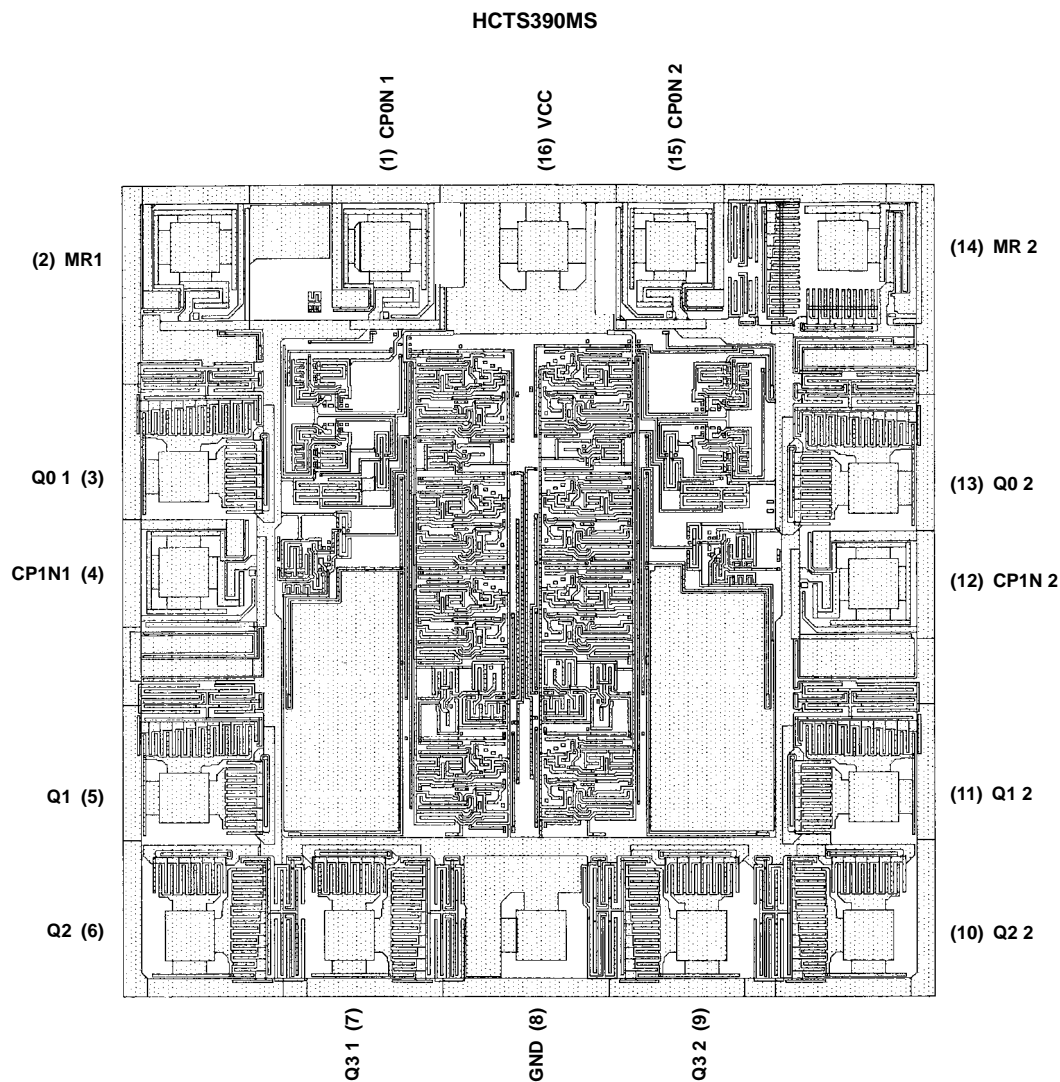 HCTS390MS
(1) CP0N 1
(16) VCC
(15) CP0N 2
(2) MR1
(14) MR 2
Q0 1 (3)
(13) Q0 2
CP1N1 (4)
(12) CP1N 2
Q1 (5)
(11) Q1 2
Q2 (6)
(10) Q2 2
Q3 1 (7)
GND (8)
Q3 2 (9)